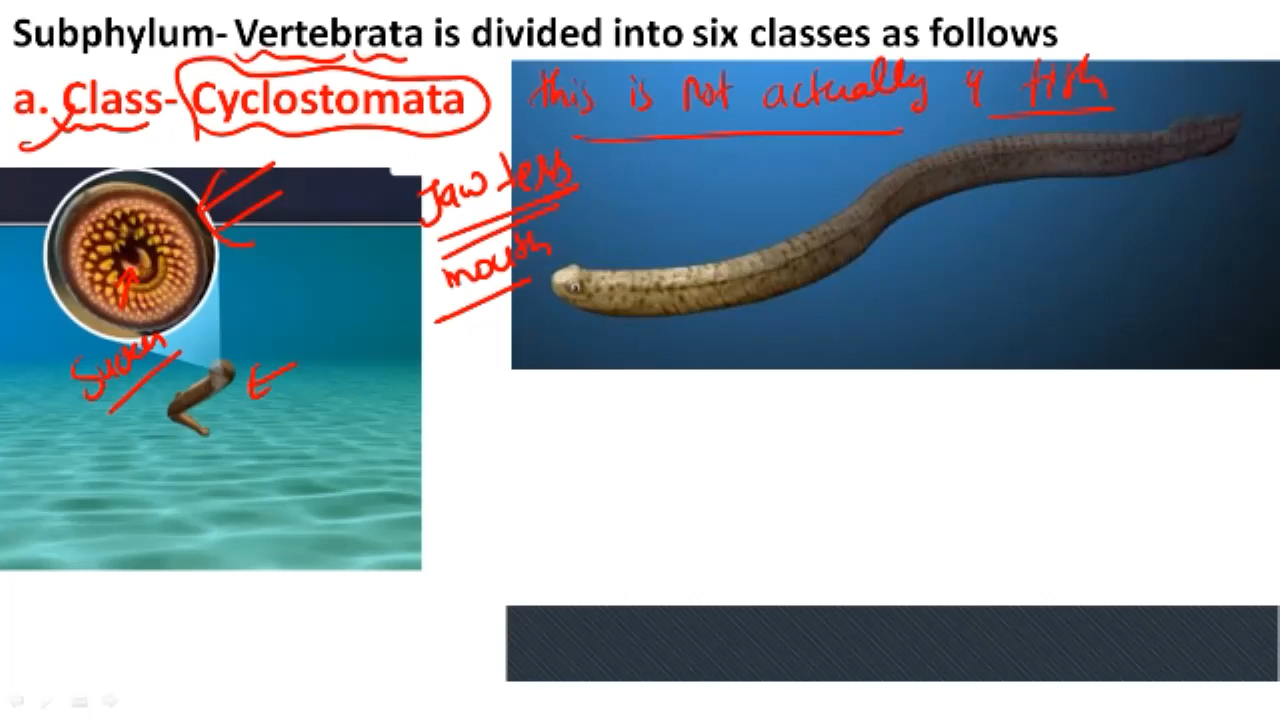 Subphylum- Vertebrata is divided into six classes as follows
a. Class- Cyclostomata
this is not actually a fish
Jaw less
mouth